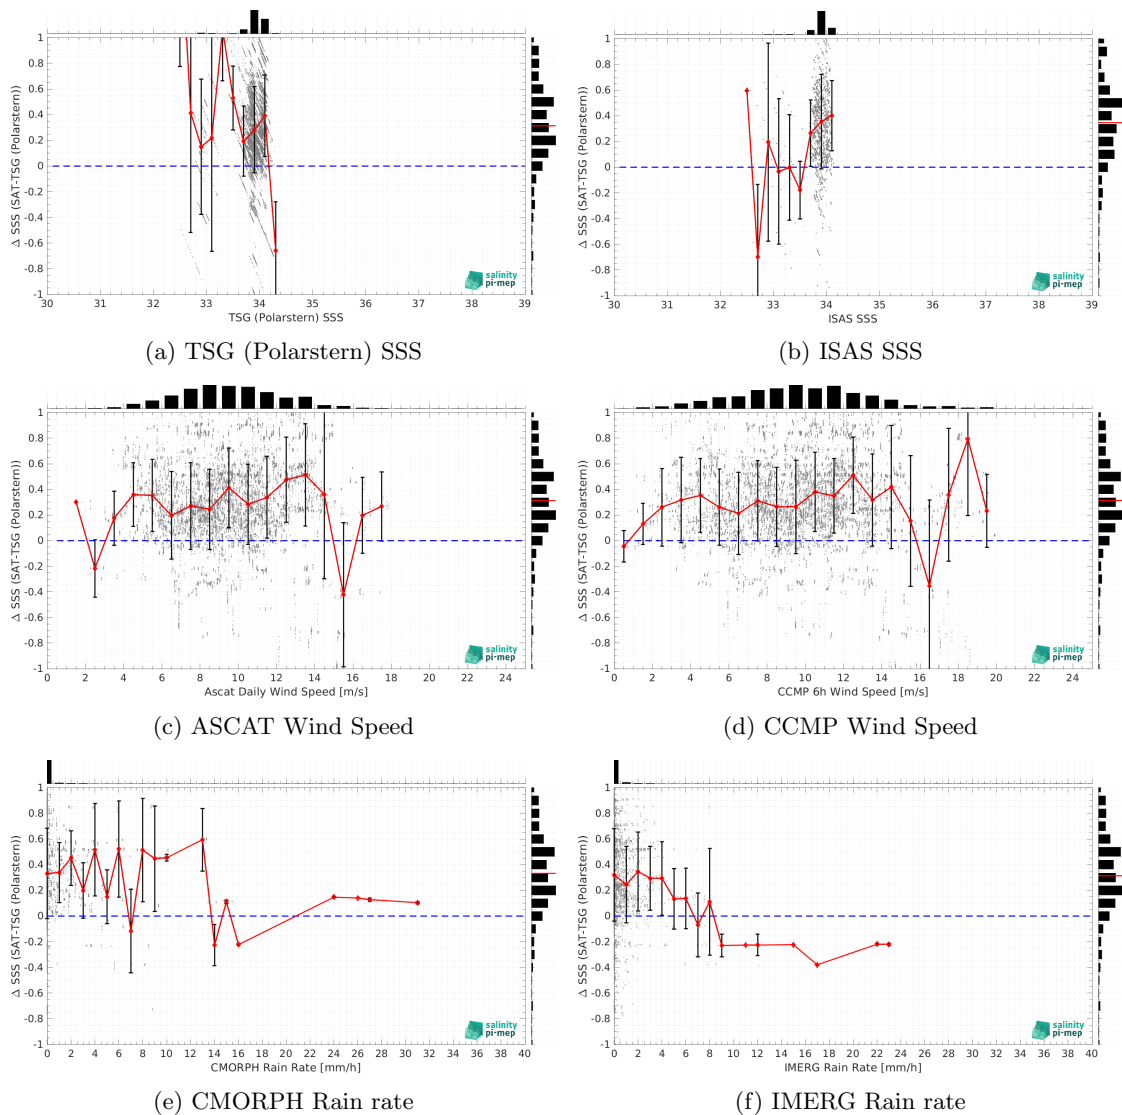 1
0.8
0.6
0.4
0.2
0
-0.2
-0.4
-0.6
-0.8
-1
Δ SSS (SAT-TSG (Polarstern))
30 31 32 33 34 35 36 37 38 39
TSG (Polarstern) SSS
salinity
pi-mep
(a) TSG (Polarstern) SSS
1
0.8
0.6
0.4
0.2
0
-0.2
-0.4
-0.6
-0.8
-1
Δ SSS (SAT-TSG (Polarstern))
30 31 32 33 34 35 36 37 38 39
ISAS SSS
salinity
pi-mep
(b) ISAS SSS
1
0.8
0.6
0.4
0.2
0
-0.2
-0.4
-0.6
-0.8
-1
Δ SSS (SAT-TSG (Polarstern))
0 2 4 6 8 10 12 14 16 18 20 22 24
Ascat Daily Wind Speed [m/s]
salinity
pi-mep
(c) ASCAT Wind Speed
1
0.8
0.6
0.4
0.2
0
-0.2
-0.4
-0.6
-0.8
-1
Δ SSS (SAT-TSG (Polarstern))
0 2 4 6 8 10 12 14 16 18 20 22 24
CCMP 6h Wind Speed [m/s]
salinity
pi-mep
(d) CCMP Wind Speed
1
0.8
0.6
0.4
0.2
0
-0.2
-0.4
-0.6
-0.8
-1
Δ SSS (SAT-TSG (Polarstern))
0 2 4 6 8 10 12 14 16 18 20 22 24 26 28 30 32 34 36 38 40
CMORPH Rain Rate [mm/h]
salinity
pi-mep
(e) CMORPH Rain rate
1
0.8
0.6
0.4
0.2
0
-0.2
-0.4
-0.6
-0.8
-1
Δ SSS (SAT-TSG (Polarstern))
0 2 4 6 8 10 12 14 16 18 20 22 24 26 28 30 32 34 36 38 40
IMERG Rain Rate [mm/h]
salinity
pi-mep
(f) IMERG Rain rate